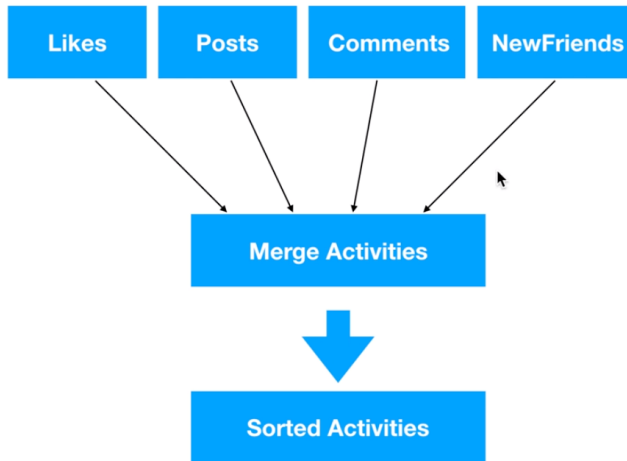 Likes
Posts
Comments
NewFriends
Merge Activities
Sorted Activities